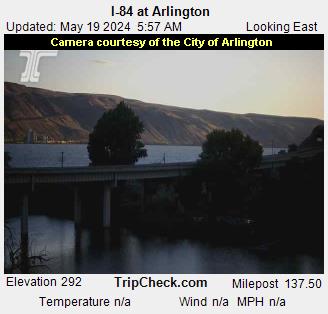 I-84 at Arlington
Updated: May 19 2024 5:57 AM Looking East
Camera courtesy of the City of Arlington
Elevation 292 TripCheck.com Milepost 137.50
Temperature n/a Wind n/a MPH n/a